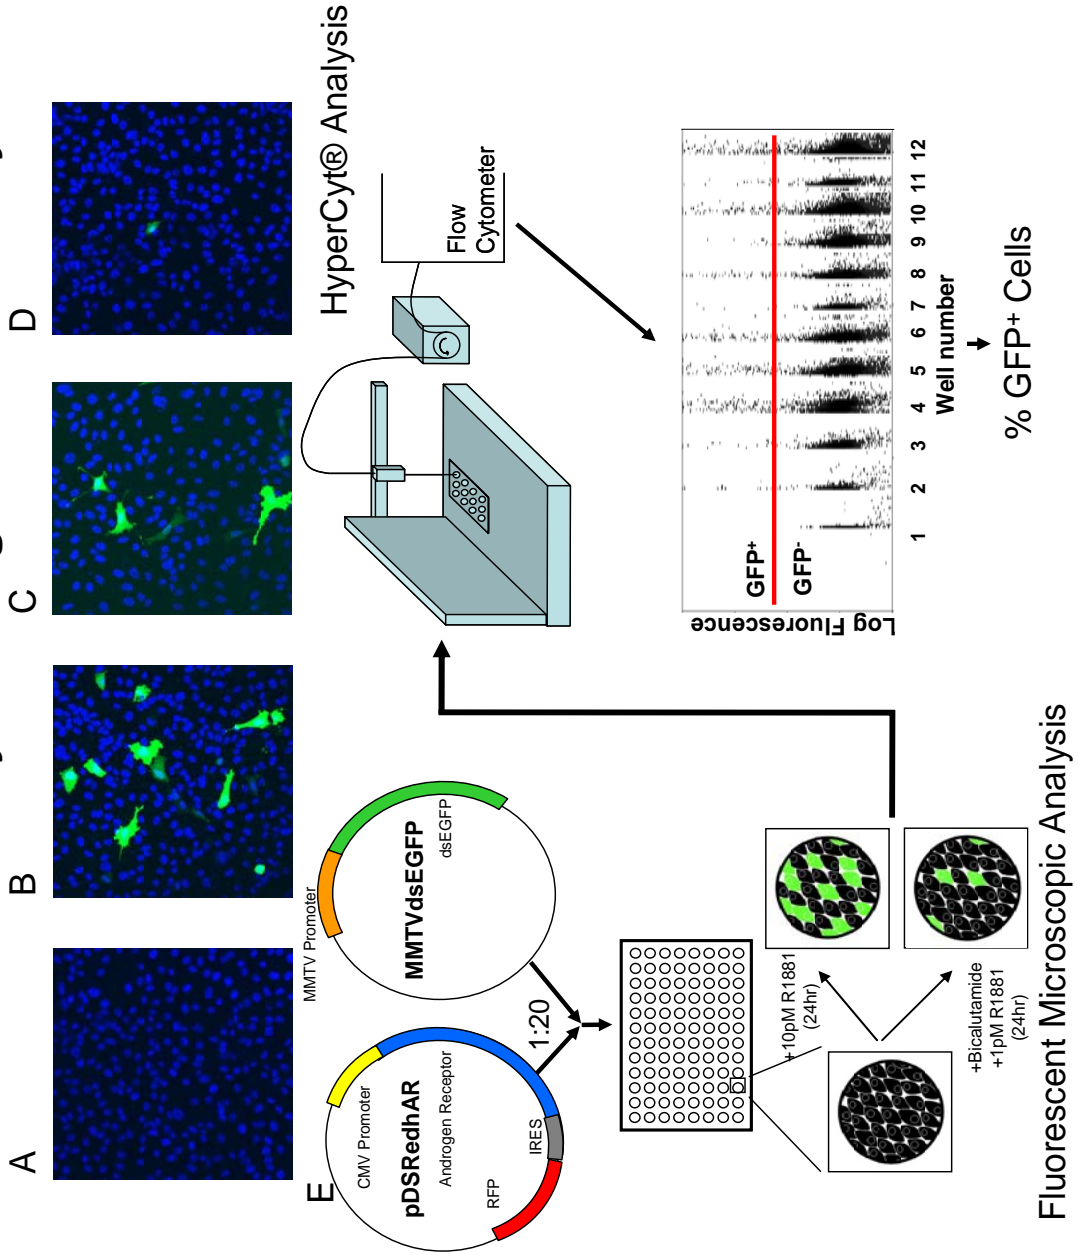 A
B
C
D
E
CMV Promoter
pDSRedhAR
Androgen Receptor
RFP
IRES
MMTV Promoter
MMTVdsEGFP
dsEGFP
1:20
+10pM R1881
(24hr)
+Bicalutamide
+1pM R1881
(24hr)
Fluorescent Microscopic Analysis
HyperCyt® Analysis
Flow
Cytometer
Log Fluorescence
GFP+
GFP-
1 2 3 4 5 6 7 8 9 10 11 12
Well number
% GFP+ Cells